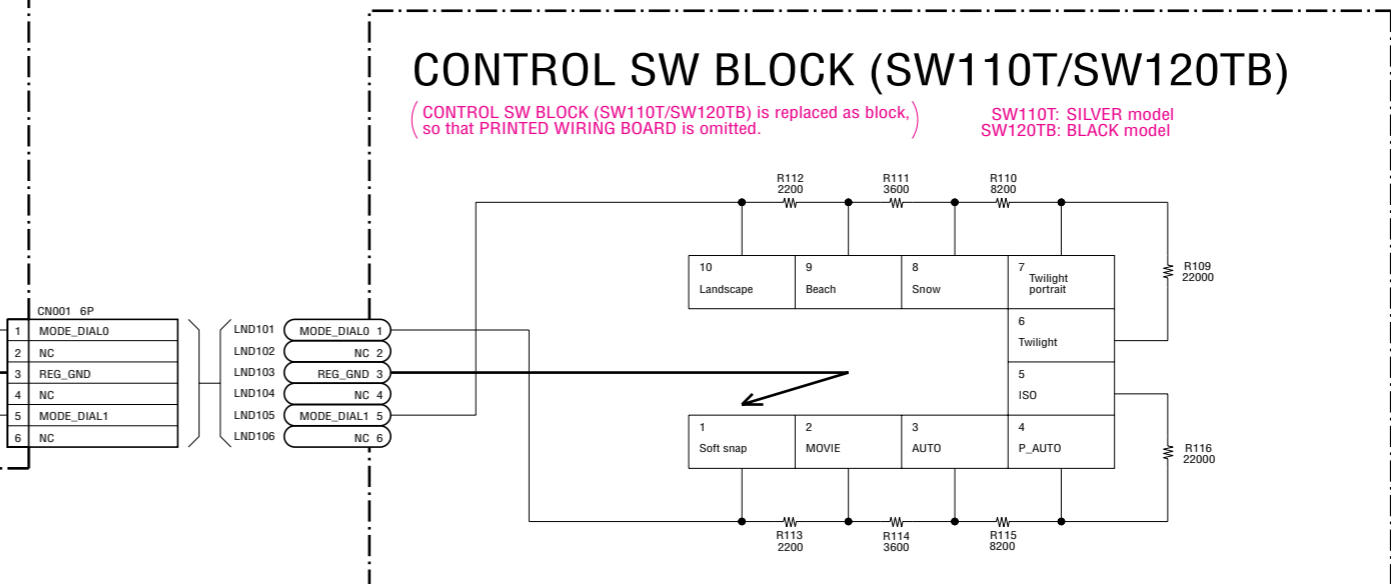 CONTROL SW BLOCK (SW110T/SW120TB)
(CONTROL SW BLOCK (SW110T/SW120TB) is replaced as block,
so that PRINTED WIRING BOARD is omitted.)
SW110T: SILVER model
SW120TB: BLACK model
R112
2200
R111
3600
R110
8200
10
Landscape
9
Beach
8
Snow
7
Twilight
portrait
R109
22000
6
Twilight
5
ISO
CN001 6P
1 MODE_DIAL0
2 NC
3 REG_GND
4 NC
5 MODE_DIAL1
6 NC
LND101 MODE_DIAL0 1
LND102 NC 2
LND103 REG_GND 3
LND104 NC 4
LND105 MODE_DIAL1 5
LND106 NC 6
1
Soft snap
2
MOVIE
3
AUTO
4
P_AUTO
R116
22000
R113
2200
R114
3600
R115
8200